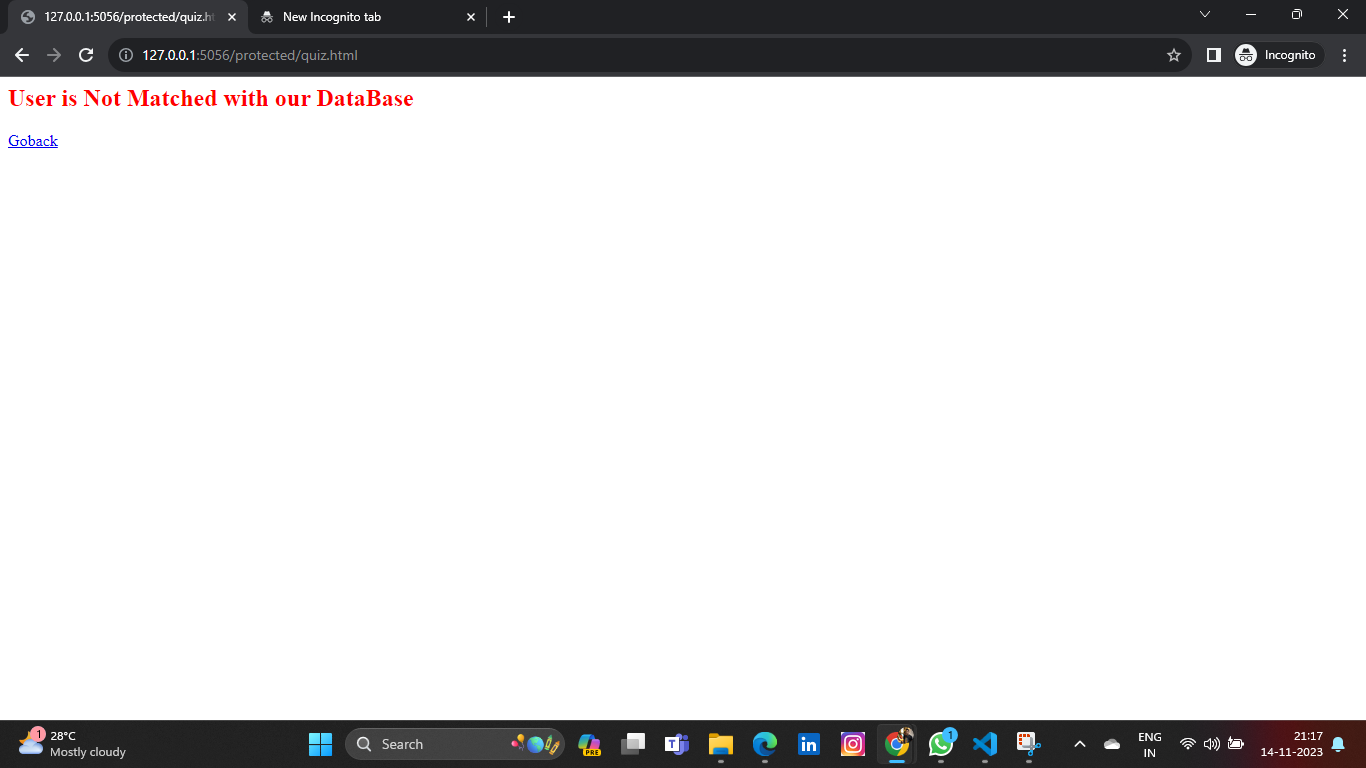 127.0.0.1:5056/protected/quiz.h
New Incognito tab
127.0.0.1:5056/protected/quiz.html
Incognito
User is Not Matched with our DataBase
Goback
1
28°C
Mostly cloudy
Search
PRE
1
ENG
IN
21:17
14-11-2023